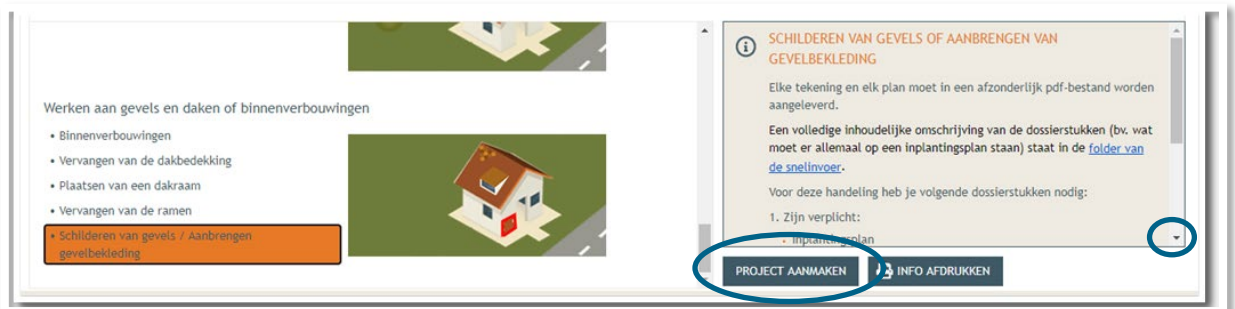 Werken aan gevels en daken of binnenverbouwingen
• Binnenverbouwingen
• Vervangen van de dakbedekking
• Plaatsen van een dakraam
• Vervangen van de ramen
• Schilderen van gevels / Aanbrengen
gevelbekleding
SCHILDEREN VAN GEVELS OF AANBRENGEN VAN
GEVELBEKLEDING
Elke tekening en elk plan moet in een afzonderlijk pdf-bestand worden
aangeleverd.
Een volledige inhoudelijke omschrijving van de dossierstukken (bv. wat
moet er allemaal op een inplantingsplan staan) staat in de folder van
de snelinvoer.
Voor deze handeling heb je volgende dossierstukken nodig:
1. Zijn verplicht:
• Inplantingsplan
PROJECT AANMAKEN
INFO AFDRUKKEN